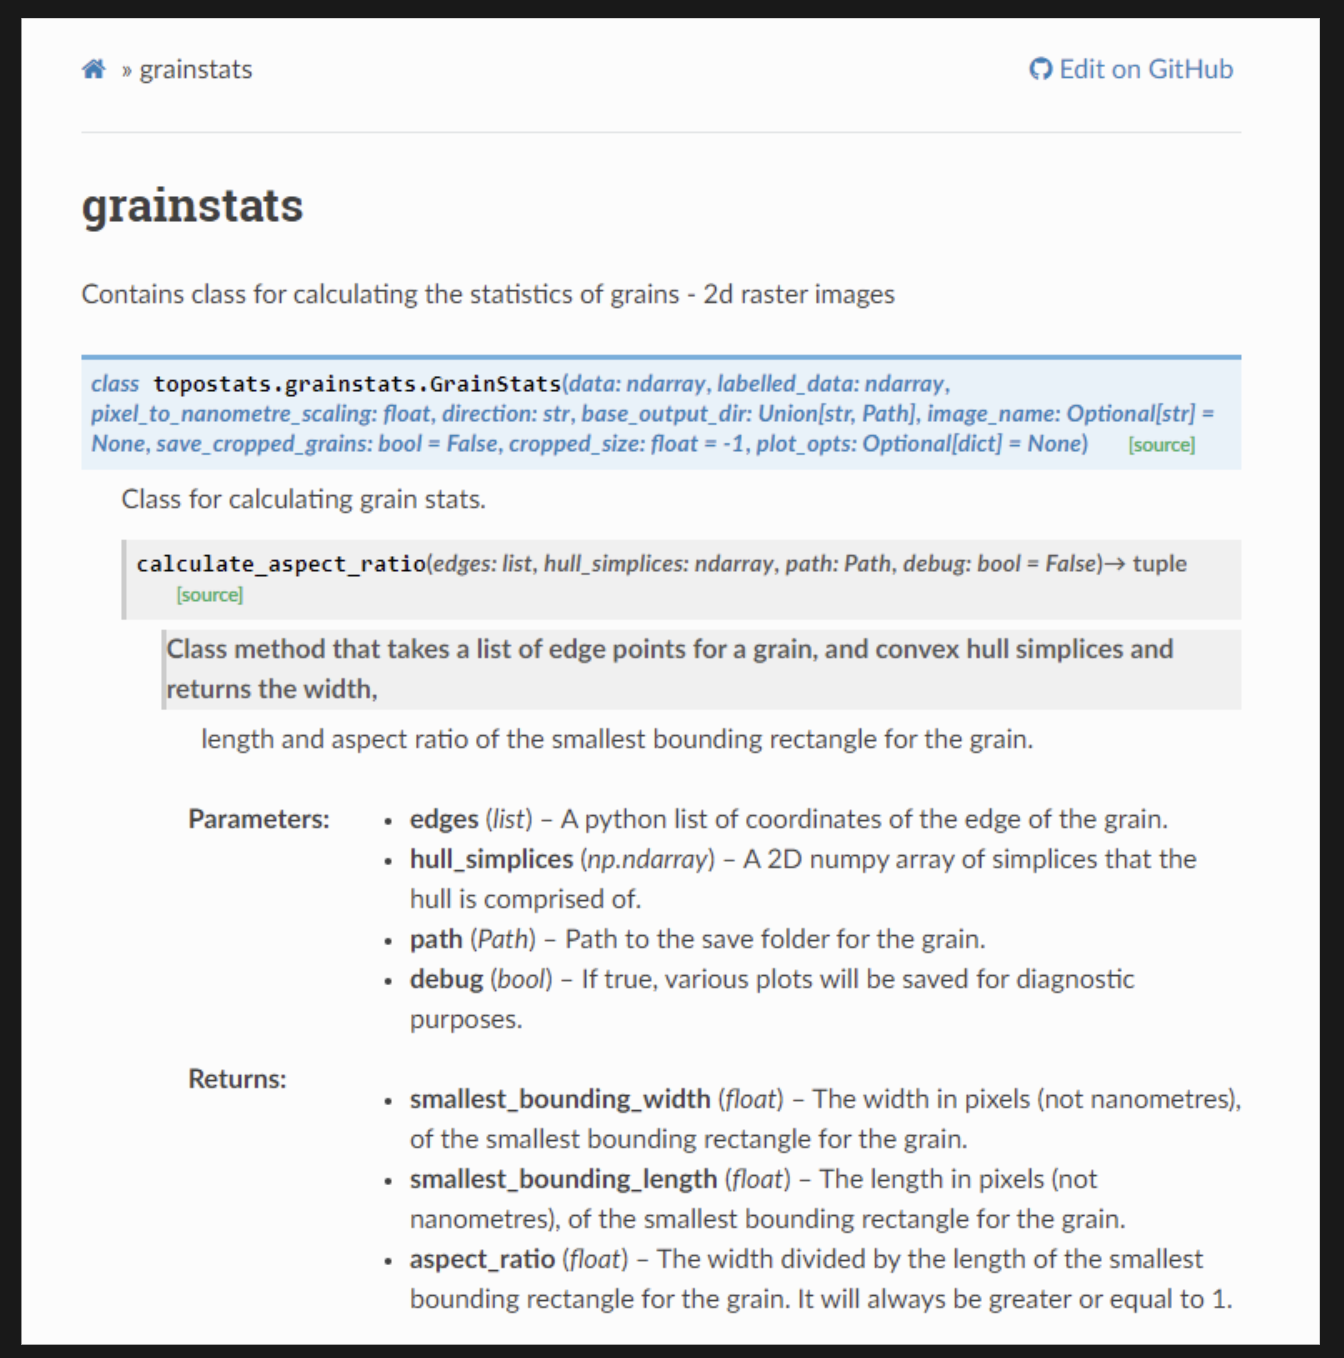 » grainstats
Edit on GitHub
grainstats
Contains class for calculating the statistics of grains - 2d raster images
class topostats.grainstats.GrainStats(data: ndarray, labelled_data: ndarray,
pixel_to_nanometre_scaling: float, direction: str, base_output_dir: Union[str, Path], image_name: Optional[str] =
None, save_cropped_grains: bool = False, cropped_size: float = -1, plot_opts: Optional[dict] = None) [source]
Class for calculating grain stats.
calculate_aspect_ratio(edges: list, hull_simplices: ndarray, path: Path, debug: bool = False)→ tuple
[source]
Class method that takes a list of edge points for a grain, and convex hull simplices and
returns the width,
length and aspect ratio of the smallest bounding rectangle for the grain.
Parameters:
• edges (list) – A python list of coordinates of the edge of the grain.
• hull_simplices (np.ndarray) – A 2D numpy array of simplices that the
hull is comprised of.
• path (Path) – Path to the save folder for the grain.
• debug (bool) – If true, various plots will be saved for diagnostic
purposes.
Returns:
• smallest_bounding_width (float) – The width in pixels (not nanometres),
of the smallest bounding rectangle for the grain.
• smallest_bounding_length (float) – The length in pixels (not
nanometres), of the smallest bounding rectangle for the grain.
• aspect_ratio (float) – The width divided by the length of the smallest
bounding rectangle for the grain. It will always be greater or equal to 1.